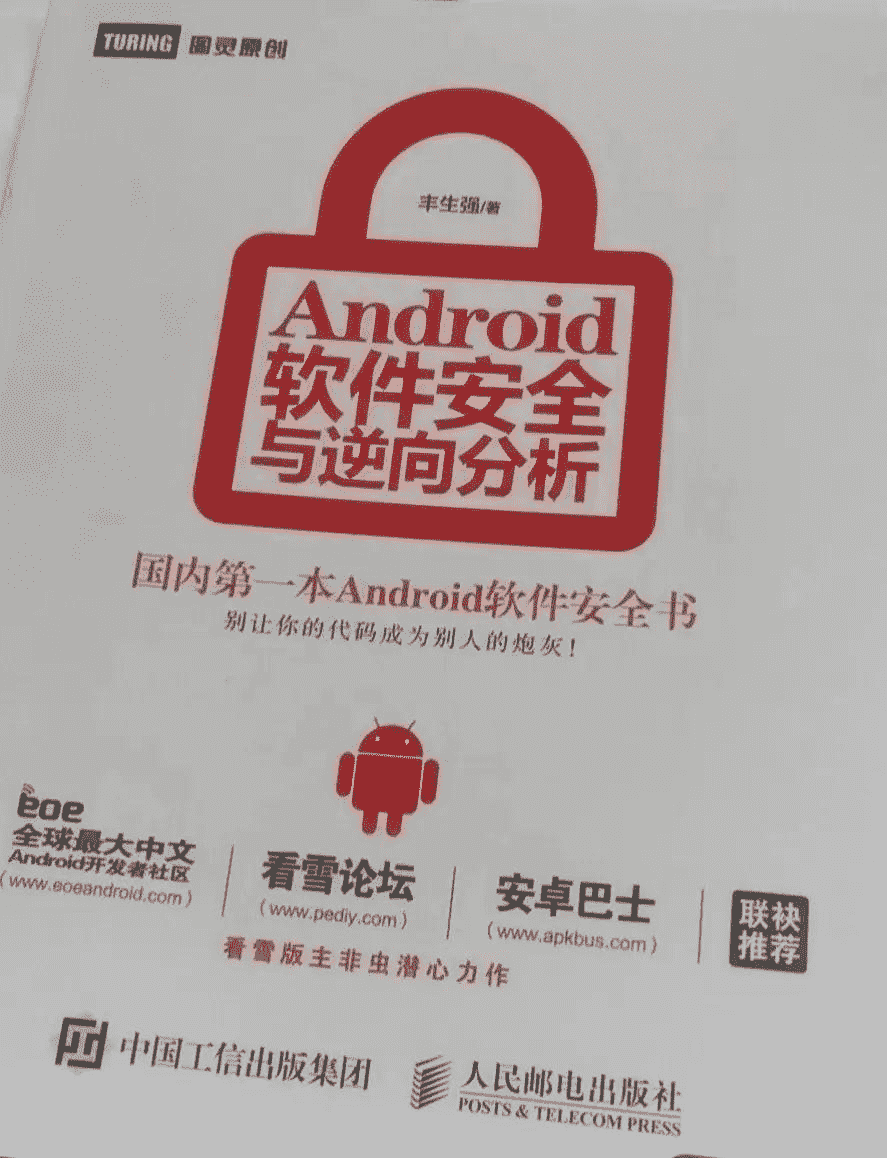 TURING 图灵原创
丰生强/著
Android
软件安全
与逆向分析
国内第一本Android软件安全书
别让你的代码成为别人的炮灰！
eoe
全球最大中文
Android开发者社区
（www.eoeandroid.com）
看雪论坛
（www.pediy.com）
安卓巴士
（www.apkbus.com）
联袂
推荐
看雪版主非虫潜心力作
中国工信出版集团
人民邮电出版社
POSTS & TELECOM PRESS